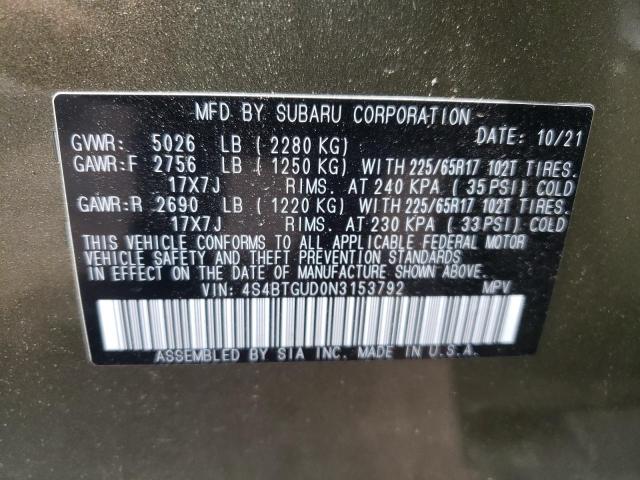 MFD BY SUBARU CORPORATION
DATE: 10/21
GVWR: 5026 LB (2280 KG)
GAWR:F 2756 LB (1250 KG) WITH 225/65R17 102T TIRES.
17X7J RIMS. AT 240 KPA (35 PSI) COLD
GAWR:R 2690 LB (1220 KG) WITH 225/65R17 102T TIRES.
17X7J RIMS. AT 230 KPA (33 PSI) COLD
THIS VEHICLE CONFORMS TO ALL APPLICABLE FEDERAL MOTOR
VEHICLE SAFETY AND THEFT PREVENTION STANDARDS
IN EFFECT ON THE DATE OF MANUFACTURE SHOWN ABOVE.
VIN: 4S4BTGUD0N3153792 MPV
ASSEMBLED BY SIA INC. MADE IN U.S.A.